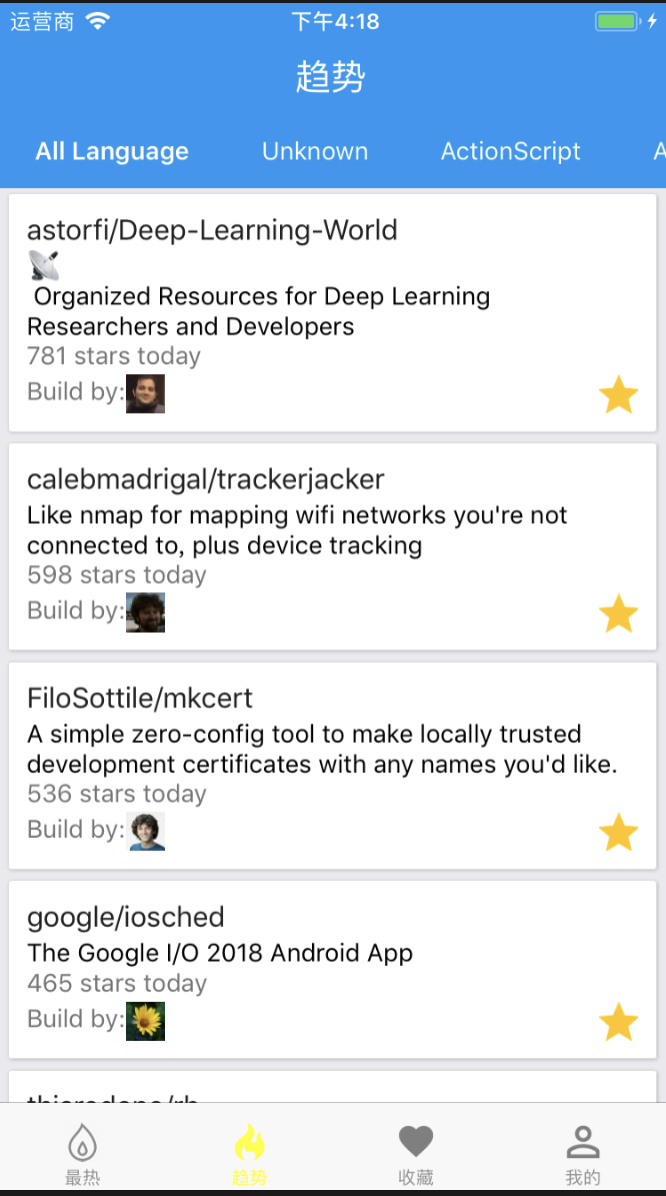 运营商 下午4:18
趋势
All Language Unknown ActionScript A
astorfi/Deep-Learning-World
Organized Resources for Deep Learning
Researchers and Developers
781 stars today
Build by:
calebmadrigal/trackerjacker
Like nmap for mapping wifi networks you're not
connected to, plus device tracking
598 stars today
Build by:
FiloSottile/mkcert
A simple zero-config tool to make locally trusted
development certificates with any names you'd like.
536 stars today
Build by:
google/iosched
The Google I/O 2018 Android App
465 stars today
Build by:
最热 趋势 收藏 我的